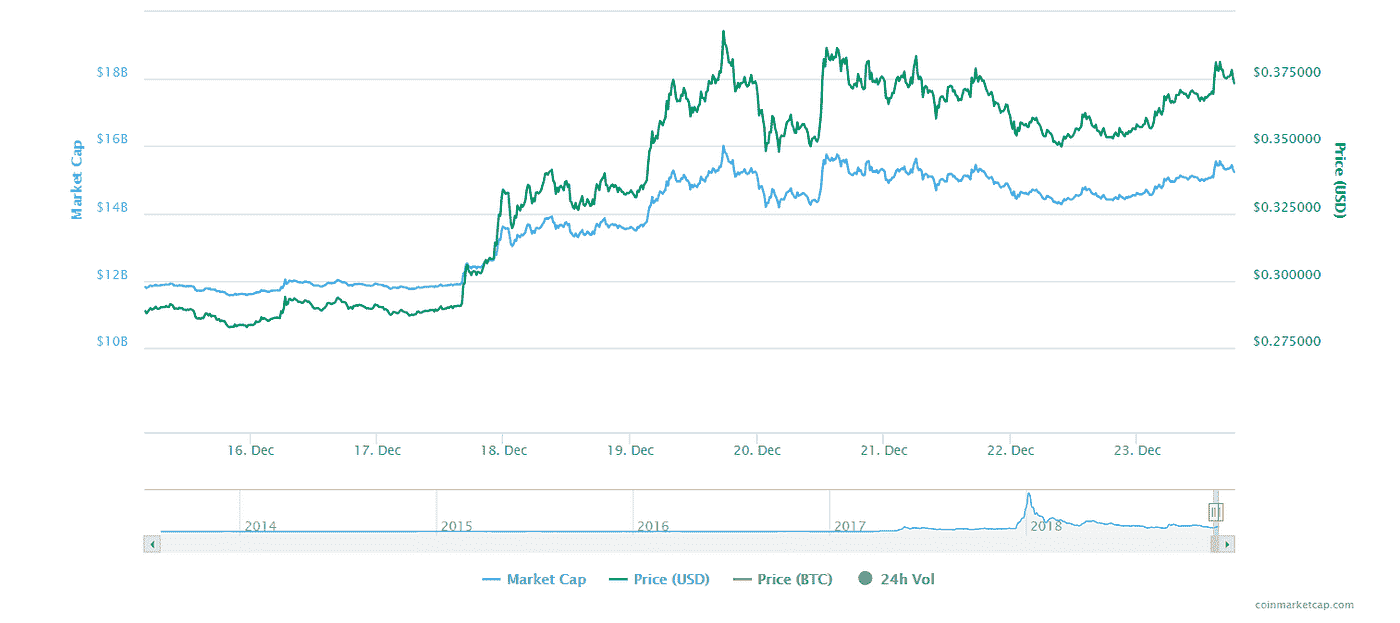 $18B
$16B
$14B
$12B
$10B
Market Cap
$0.375000
$0.350000
$0.325000
$0.300000
$0.275000
Price (USD)
16. Dec 17. Dec 18. Dec 19. Dec 20. Dec 21. Dec 22. Dec 23. Dec
2014 2015 2016 2017 2018
Market Cap Price (USD) Price (BTC) 24h Vol
coinmarketcap.com